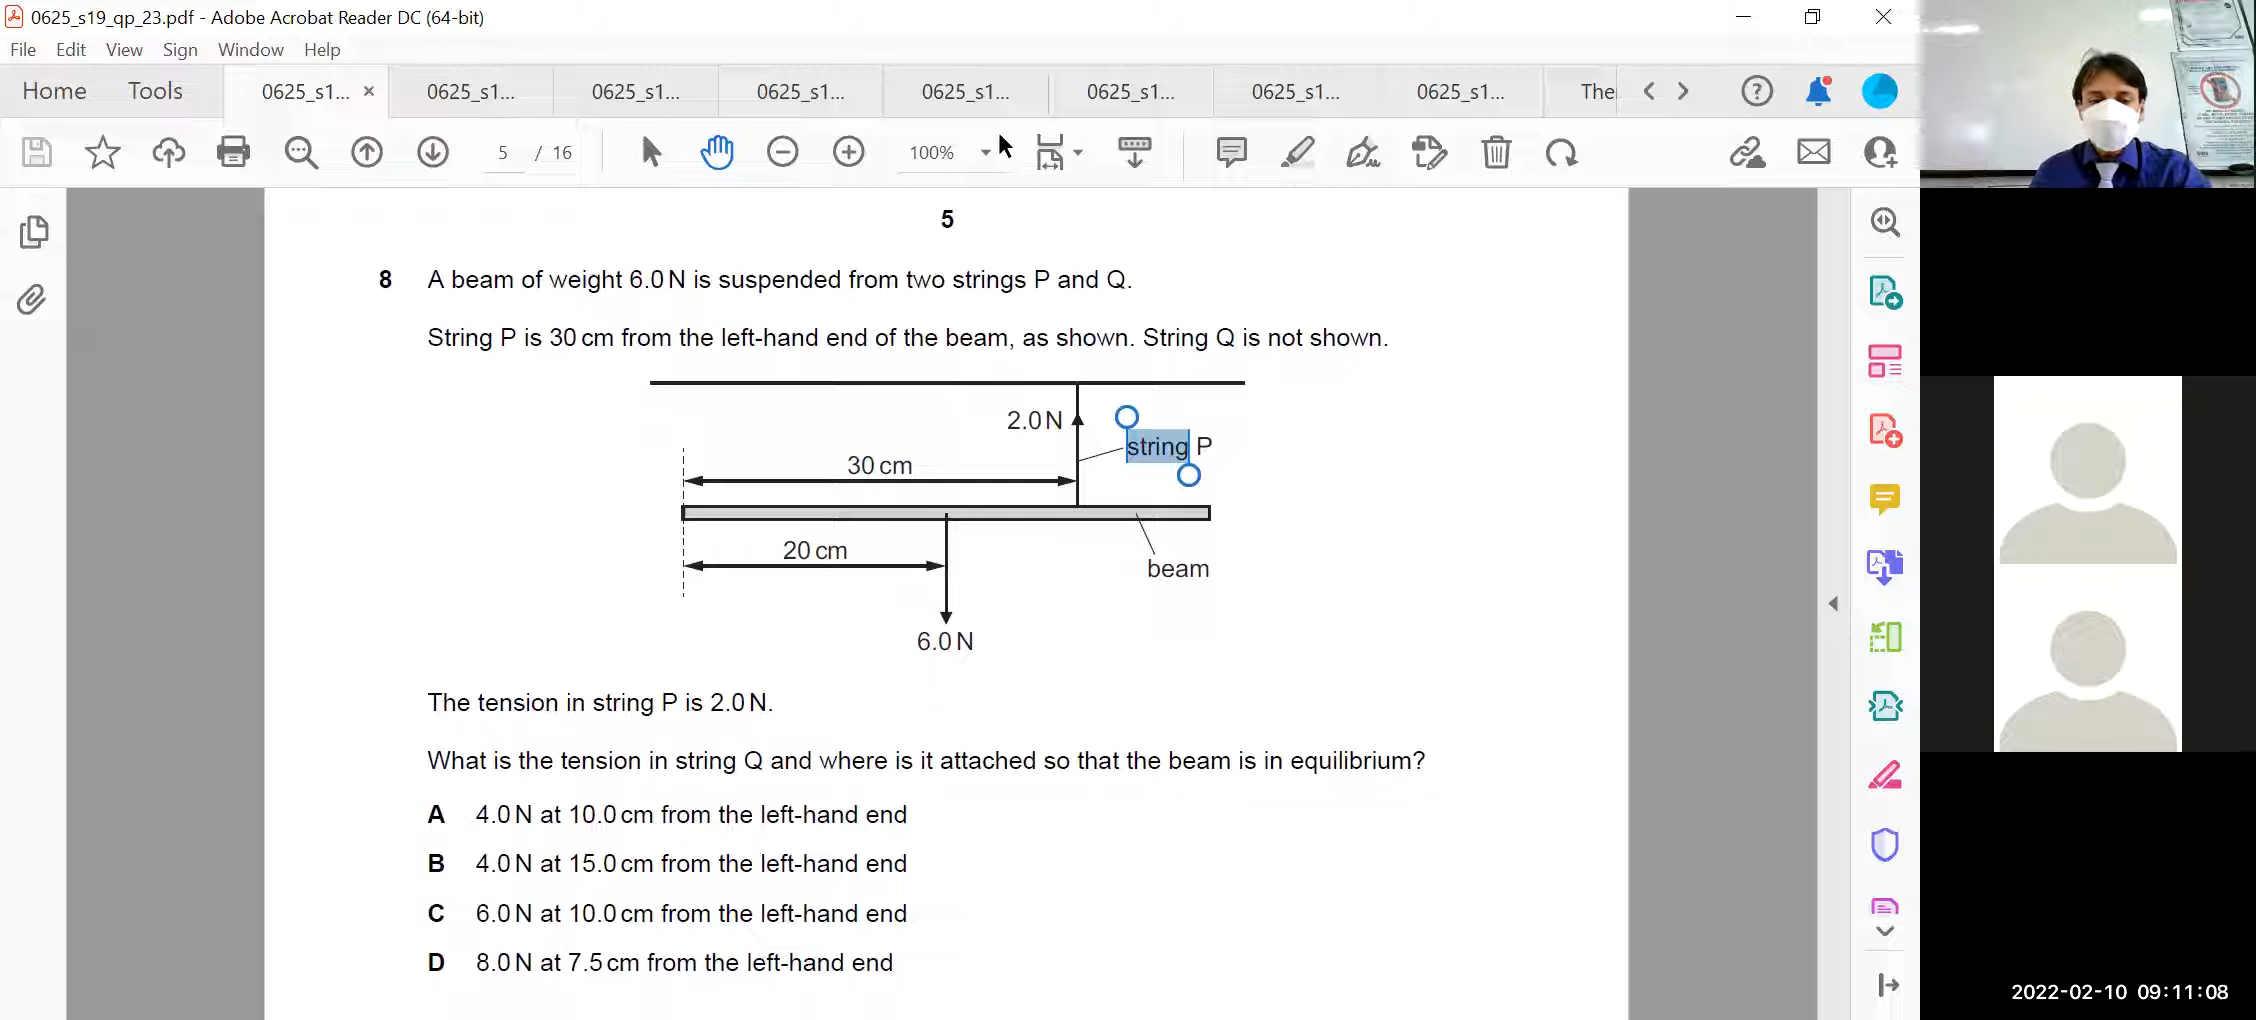 0625_s19_qp_23.pdf - Adobe Acrobat Reader DC (64-bit)
File Edit View Sign Window Help
Home Tools 0625_s1... × 0625_s1... 0625_s1... 0625_s1... 0625_s1... 0625_s1... 0625_s1... 0625_s1... The
5 / 16 100%
5
8 A beam of weight 6.0 N is suspended from two strings P and Q.
String P is 30 cm from the left-hand end of the beam, as shown. String Q is not shown.
2.0 N
string P
30 cm
20 cm
beam
6.0 N
The tension in string P is 2.0 N.
What is the tension in string Q and where is it attached so that the beam is in equilibrium?
A 4.0 N at 10.0 cm from the left-hand end
B 4.0 N at 15.0 cm from the left-hand end
C 6.0 N at 10.0 cm from the left-hand end
D 8.0 N at 7.5 cm from the left-hand end
2022-02-10 09:11:08